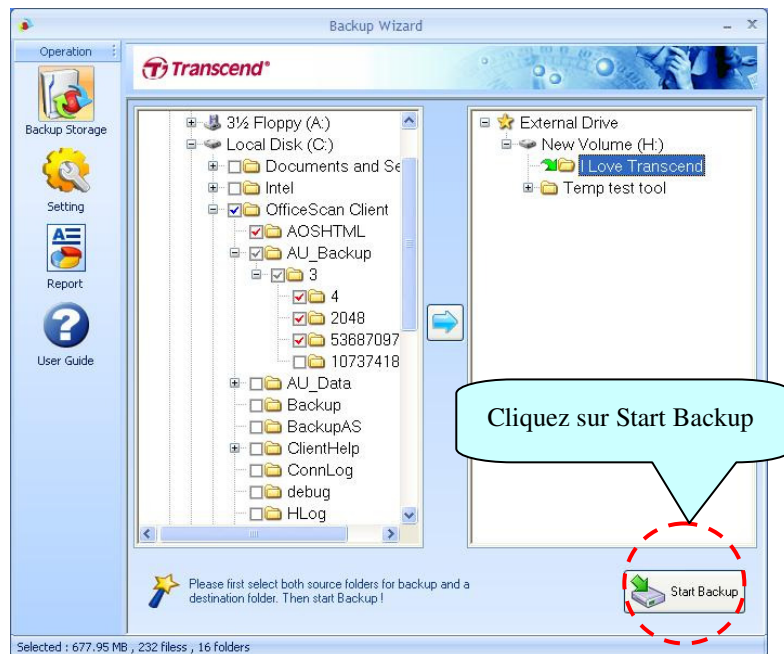 Backup Wizard
Operation
Backup Storage
Setting
Report
User Guide
Transcend®
3½ Floppy (A:)
Local Disk (C:)
Documents and Se
Intel
OfficeScan Client
AOSHTML
AU_Backup
3
4
2048
53687097
10737418
AU_Data
Backup
BackupAS
ClientHelp
ConnLog
debug
HLog
External Drive
New Volume (H:)
I Love Transcend
Temp test tool
Cliquez sur Start Backup
Please first select both source folders for backup and a
destination folder. Then start Backup !
Start Backup
Selected : 677.95 MB , 232 filess , 16 folders